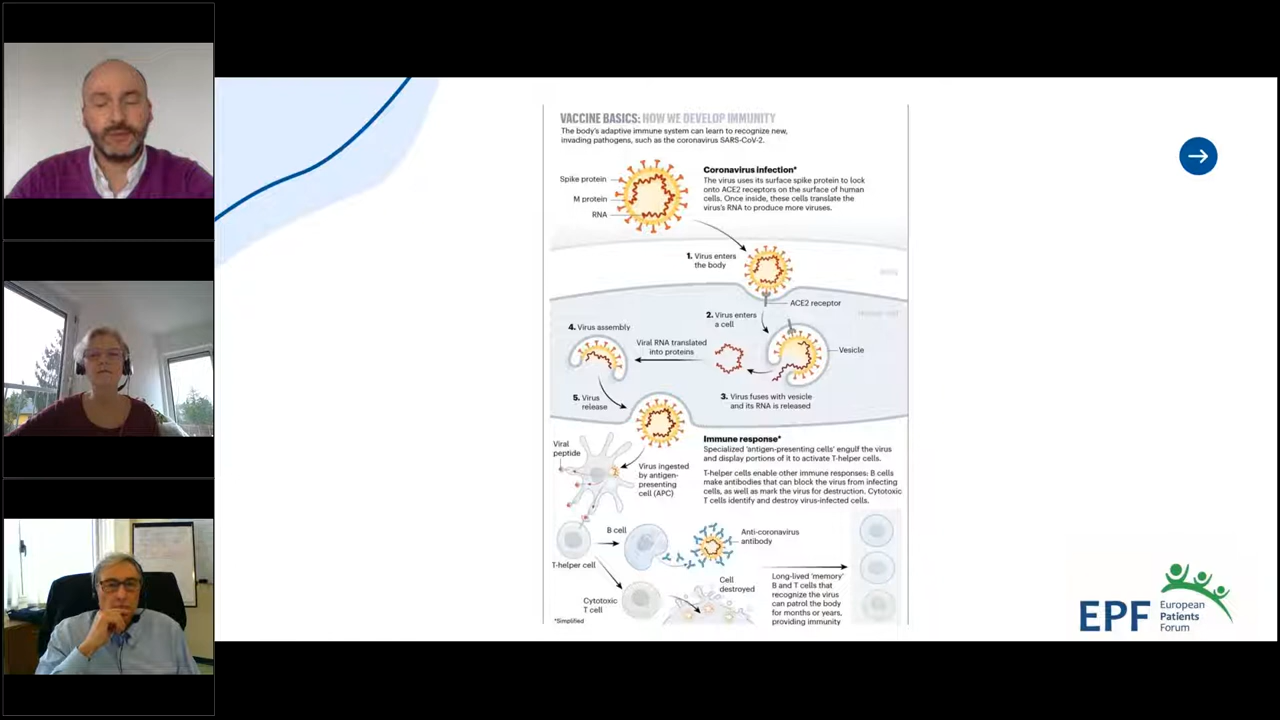 VACCINE BASICS: HOW WE DEVELOP IMMUNITY
The body's adaptive immune system can learn to recognize new,
invading pathogens, such as the coronavirus SARS-CoV-2.
Spike protein
M protein
RNA
Coronavirus infection*
The virus uses its surface spike protein to lock
onto ACE2 receptors on the surface of human
cells. Once inside, these cells translate the
virus's RNA to produce more viruses.
1. Virus enters
the body
ACE2 receptor
2. Virus enters
a cell
4. Virus assembly
Viral RNA translated
into proteins
Vesicle
3. Virus fuses with vesicle
and its RNA is released
5. Virus
release
Immune response*
Specialized 'antigen-presenting cells' engulf the virus
and display portions of it to activate T-helper cells.
T-helper cells enable other immune responses: B cells
make antibodies that can block the virus from infecting
cells, as well as mark the virus for destruction. Cytotoxic
T cells identify and destroy virus-infected cells.
Viral
peptide
Virus ingested
by antigen-
presenting
cell (APC)
B cell
Anti-coronavirus
antibody
T-helper cell
Cytotoxic
T cell
Cell
destroyed
Long-lived 'memory'
B and T cells that
recognize the virus
can patrol the body
for months or years,
providing immunity
*Simplified
EPF
European
Patients
Forum